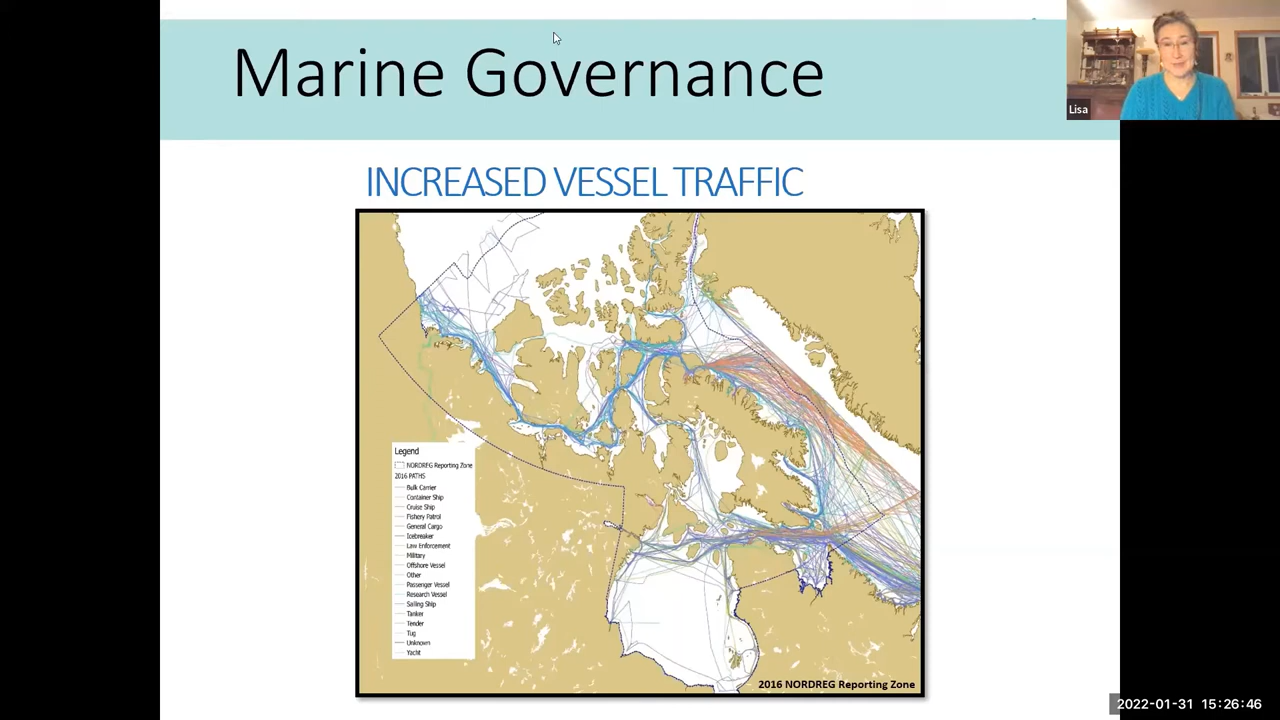 Marine Governance
Lisa
INCREASED VESSEL TRAFFIC
Legend
NORDREG Reporting Zone
2016 PATHS
Bulk Carrier
Container Ship
Cruise Ship
Fishery Patrol
General Cargo
Icebreaker
Law Enforcement
Military
Offshore Vessel
Other
Passenger Vessel
Research Vessel
Sailing Ship
Tanker
Tender
Tug
Unknown
Yacht
2016 NORDREG Reporting Zone
2022-01-31 15:26:46